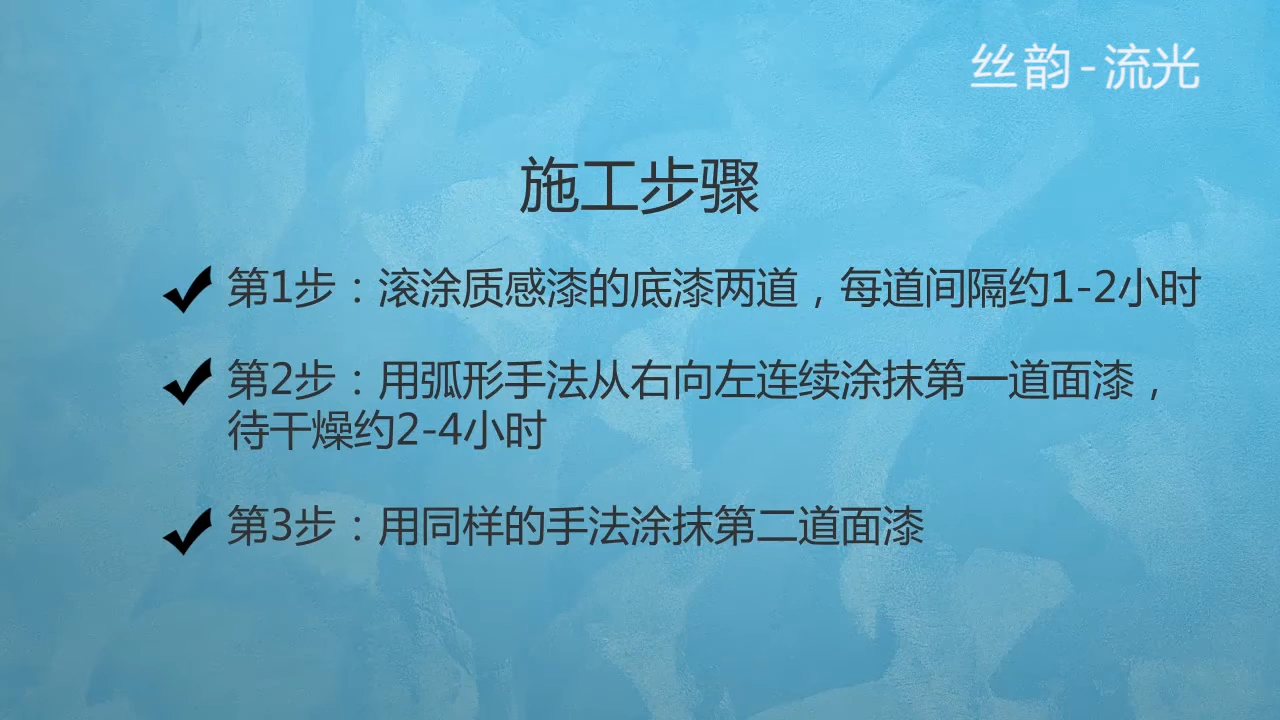 丝韵-流光
施工步骤
第1步：滚涂质感漆的底漆两道，每道间隔约1-2小时
第2步：用弧形手法从右向左连续涂抹第一道面漆，
待干燥约2-4小时
第3步：用同样的手法涂抹第二道面漆